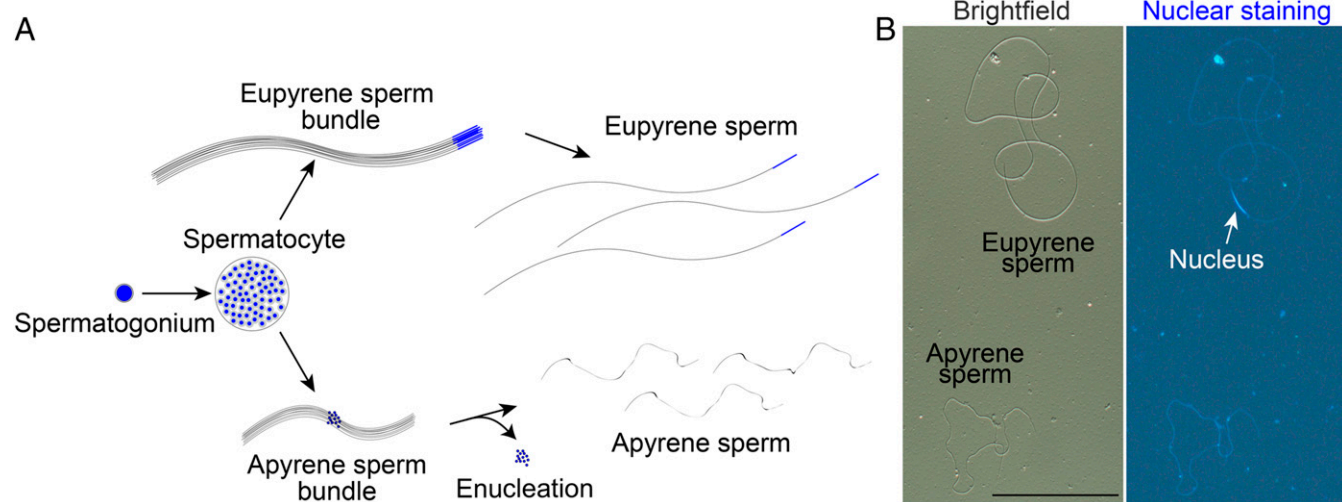 A
Eupyrene sperm
bundle
Eupyrene sperm
Spermatocyte
Spermatogonium
Apyrene sperm
bundle
Enucleation
Apyrene sperm
B
Brightfield
Nuclear staining
Eupyrene
sperm
Nucleus
Apyrene
sperm